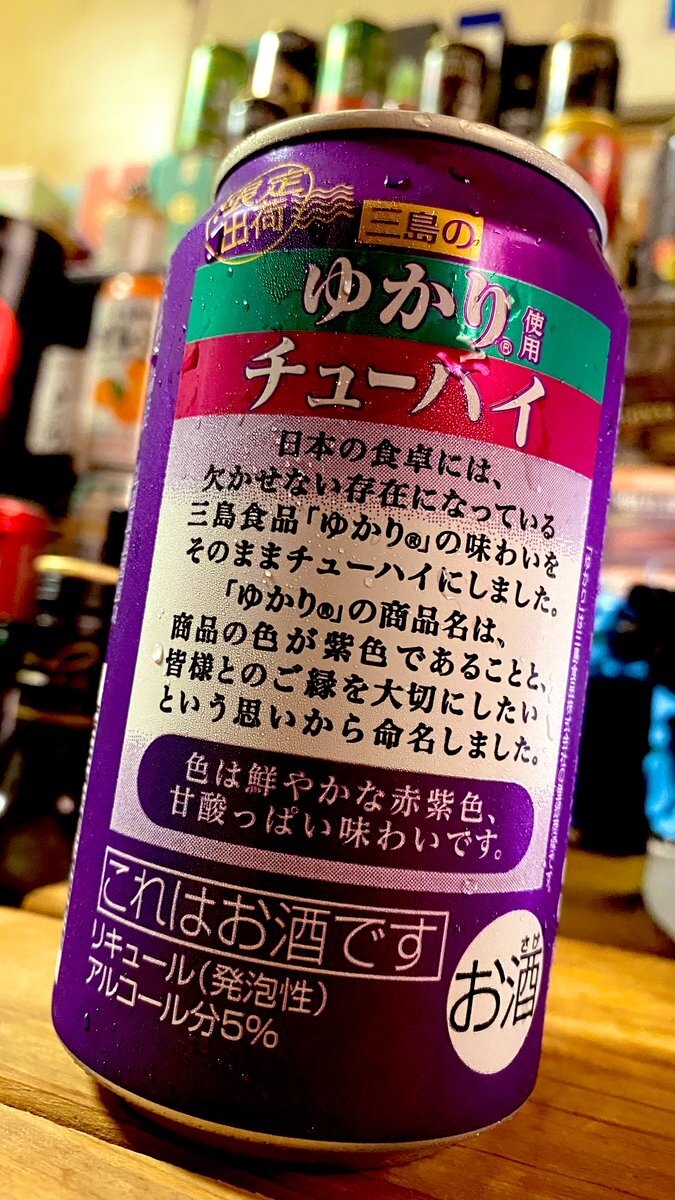 限定
出荷
三島の
ゆかり®使用
チューハイ
日本の食卓には、
欠かせない存在になっている
三島食品「ゆかり®」の味わいを
そのままチューハイにしました。
「ゆかり®」の商品名は、
商品の色が紫色であることと、
皆様とのご縁を大切にしたい
という思いから命名しました。
色は鮮やかな赤紫色、
甘酸っぱい味わいです。
これはお酒です
リキュール(発泡性)
アルコール分5%
さけ
お酒